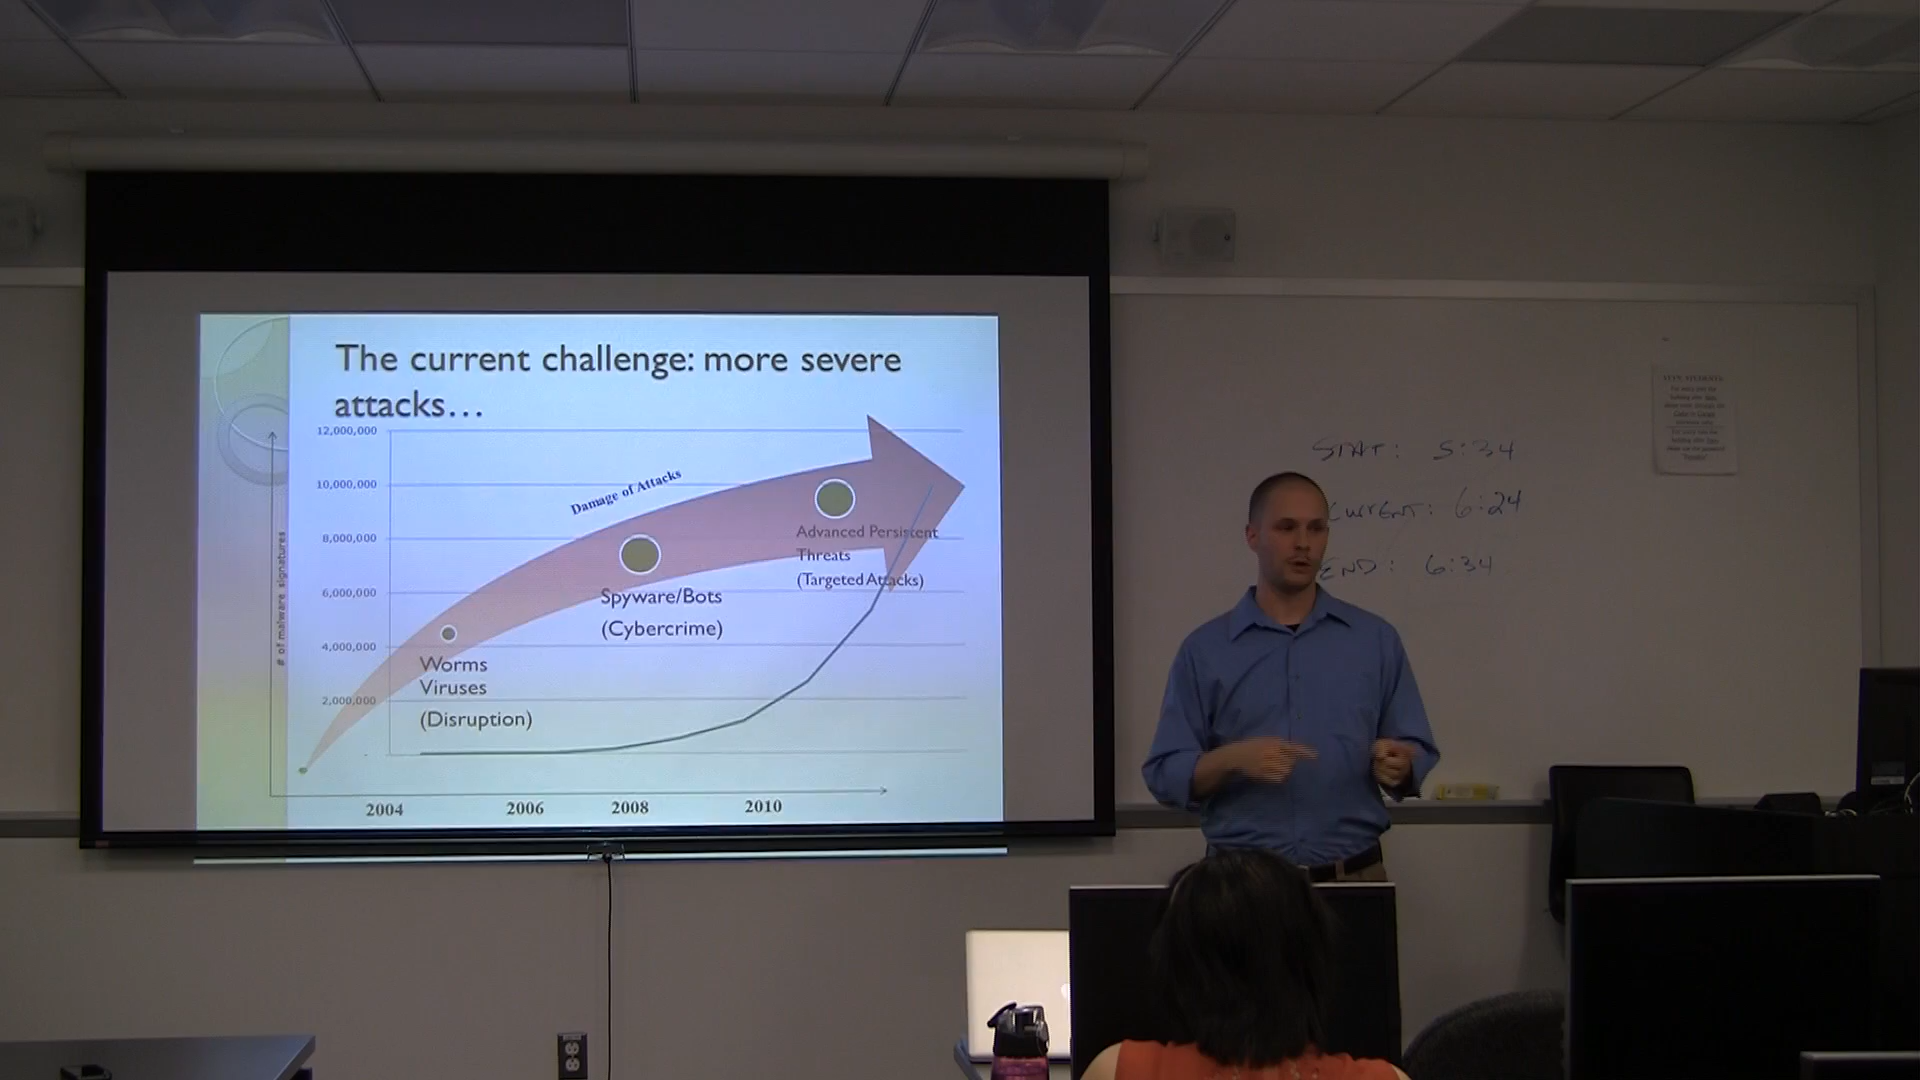 The current challenge: more severe
attacks...
12,000,000
10,000,000
8,000,000
6,000,000
4,000,000
2,000,000
-
# of malware signatures
Damage of Attacks
Worms
Viruses
(Disruption)
Spyware/Bots
(Cybercrime)
Advanced Persistent
Threats
(Targeted Attacks)
2004
2006
2008
2010
START: 5:34
CURRENT: 6:24
END: 6:34